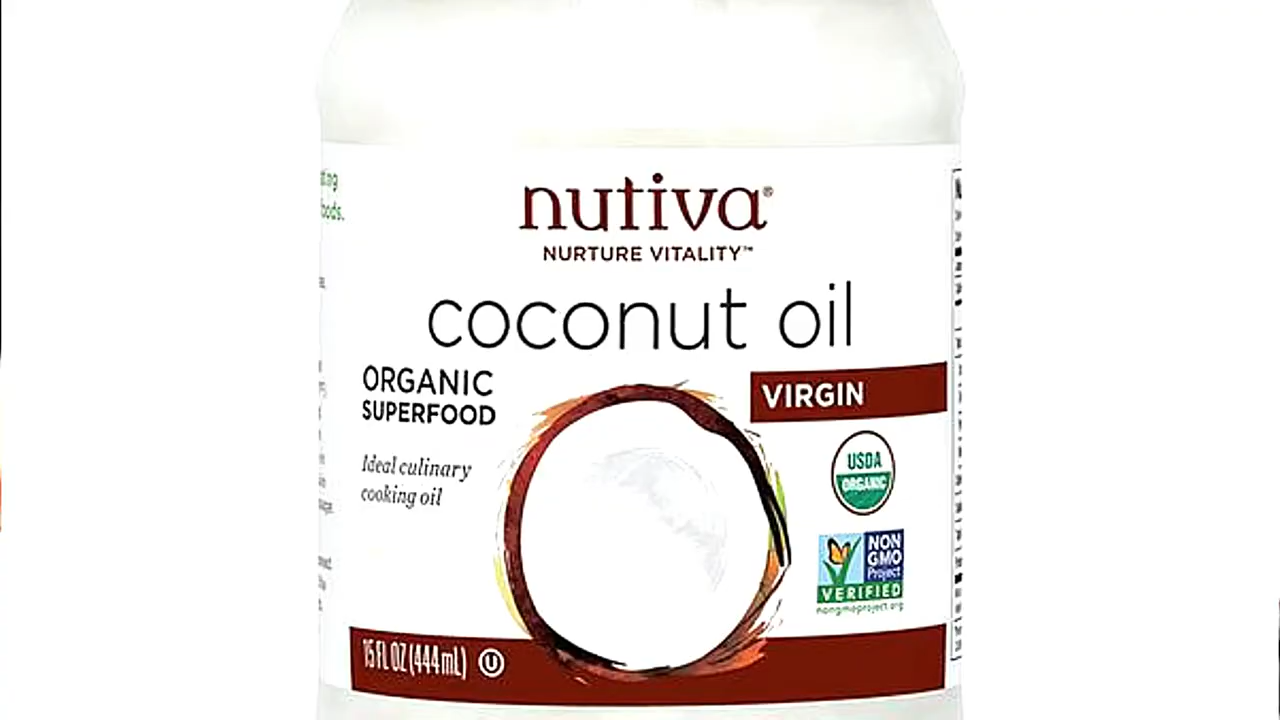 nutiva®
NURTURE VITALITY™
coconut oil
ORGANIC
SUPERFOOD
VIRGIN
Ideal culinary
cooking oil
USDA
ORGANIC
NON
GMO
Project
VERIFIED
nongmoproject.org
15 FL OZ (444mL) U